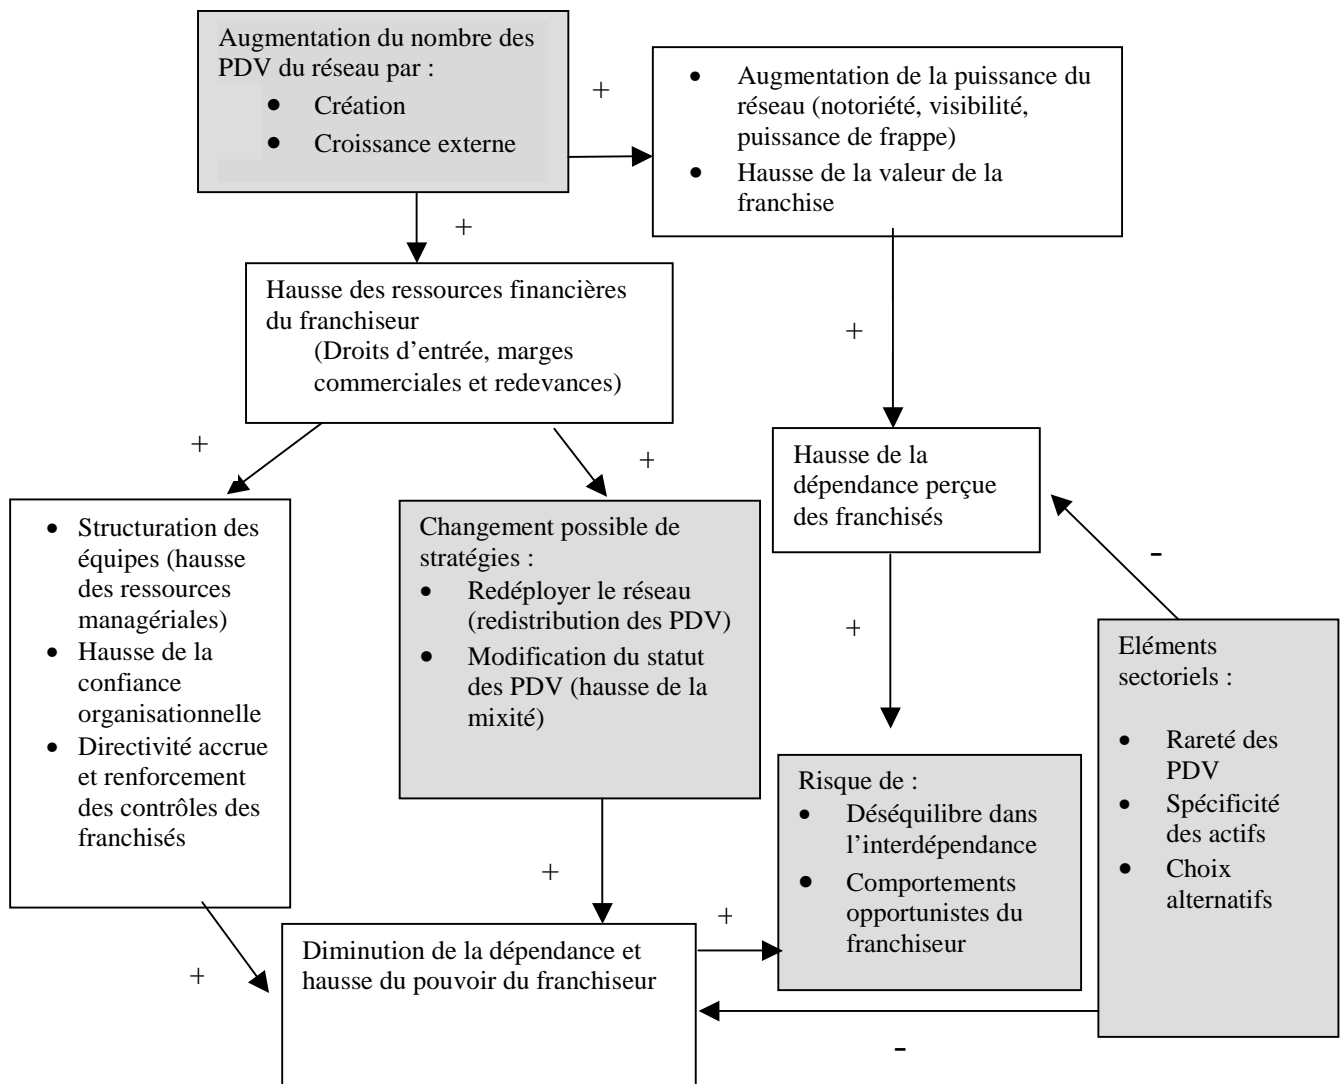 Augmentation du nombre des
PDV du réseau par :
● Création
● Croissance externe
+
● Augmentation de la puissance du
réseau (notoriété, visibilité,
puissance de frappe)
● Hausse de la valeur de la
franchise
+
Hausse des ressources financières
du franchiseur
(Droits d’entrée, marges
commerciales et redevances)
+
+
+
Hausse de la
dépendance perçue
des franchisés
● Structuration des
équipes (hausse
des ressources
managériales)
● Hausse de la
confiance
organisationnelle
● Directivité accrue
et renforcement
des contrôles des
franchisés
Changement possible de
stratégies :
● Redéployer le réseau
(redistribution des PDV)
● Modification du statut
des PDV (hausse de la
mixité)
-
+
Eléments
sectoriels :
● Rareté des
PDV
● Spécificité
des actifs
● Choix
alternatifs
Risque de :
● Déséquilibre dans
l’interdépendance
● Comportements
opportunistes du
franchiseur
+
+
+
Diminution de la dépendance et
hausse du pouvoir du franchiseur
-